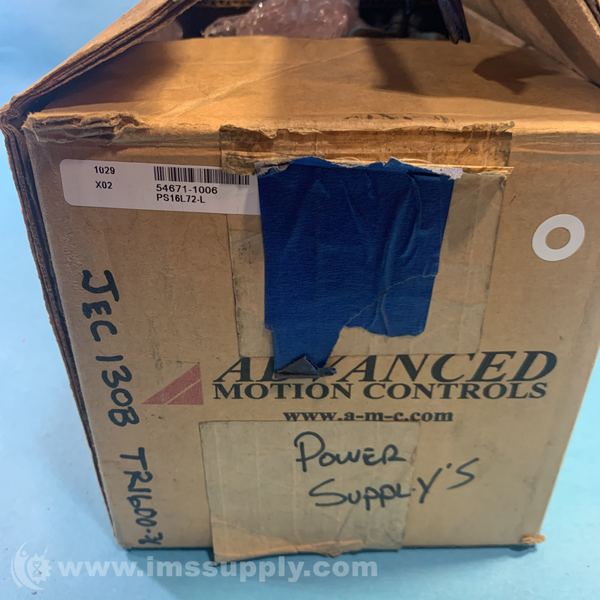 1029
X02
54671-1006
PS16L72-L
JEC 1308
ADVANCED
MOTION CONTROLS
www.a-m-c.com
POWER
SUPPLY'S
www.imssupply.com